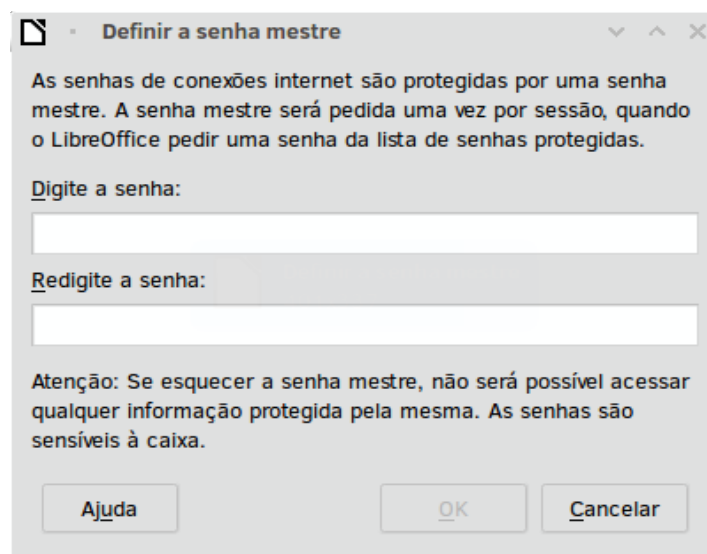 Definir a senha mestre
As senhas de conexões internet são protegidas por uma senha
mestre. A senha mestre será pedida uma vez por sessão, quando
o LibreOffice pedir uma senha da lista de senhas protegidas.
Digite a senha:
Redigite a senha:
Atenção: Se esquecer a senha mestre, não será possível acessar
qualquer informação protegida pela mesma. As senhas são
sensíveis à caixa.
Ajuda OK Cancelar